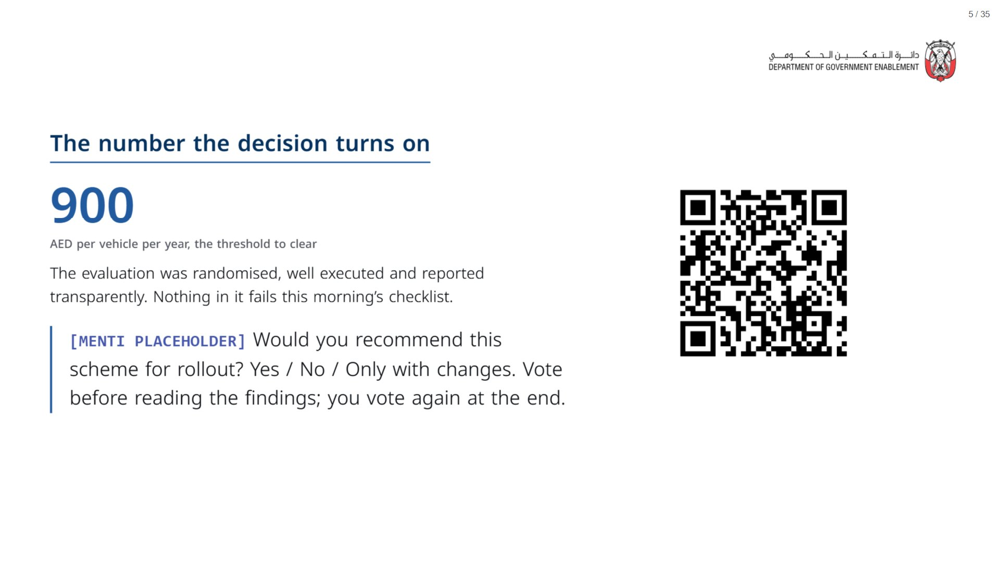 5 / 35
دائرة التمكين الحكومي
DEPARTMENT OF GOVERNMENT ENABLEMENT
The number the decision turns on
900
AED per vehicle per year, the threshold to clear
The evaluation was randomised, well executed and reported
transparently. Nothing in it fails this morning’s checklist.
[MENTI PLACEHOLDER] Would you recommend this
scheme for rollout? Yes / No / Only with changes. Vote
before reading the findings; you vote again at the end.